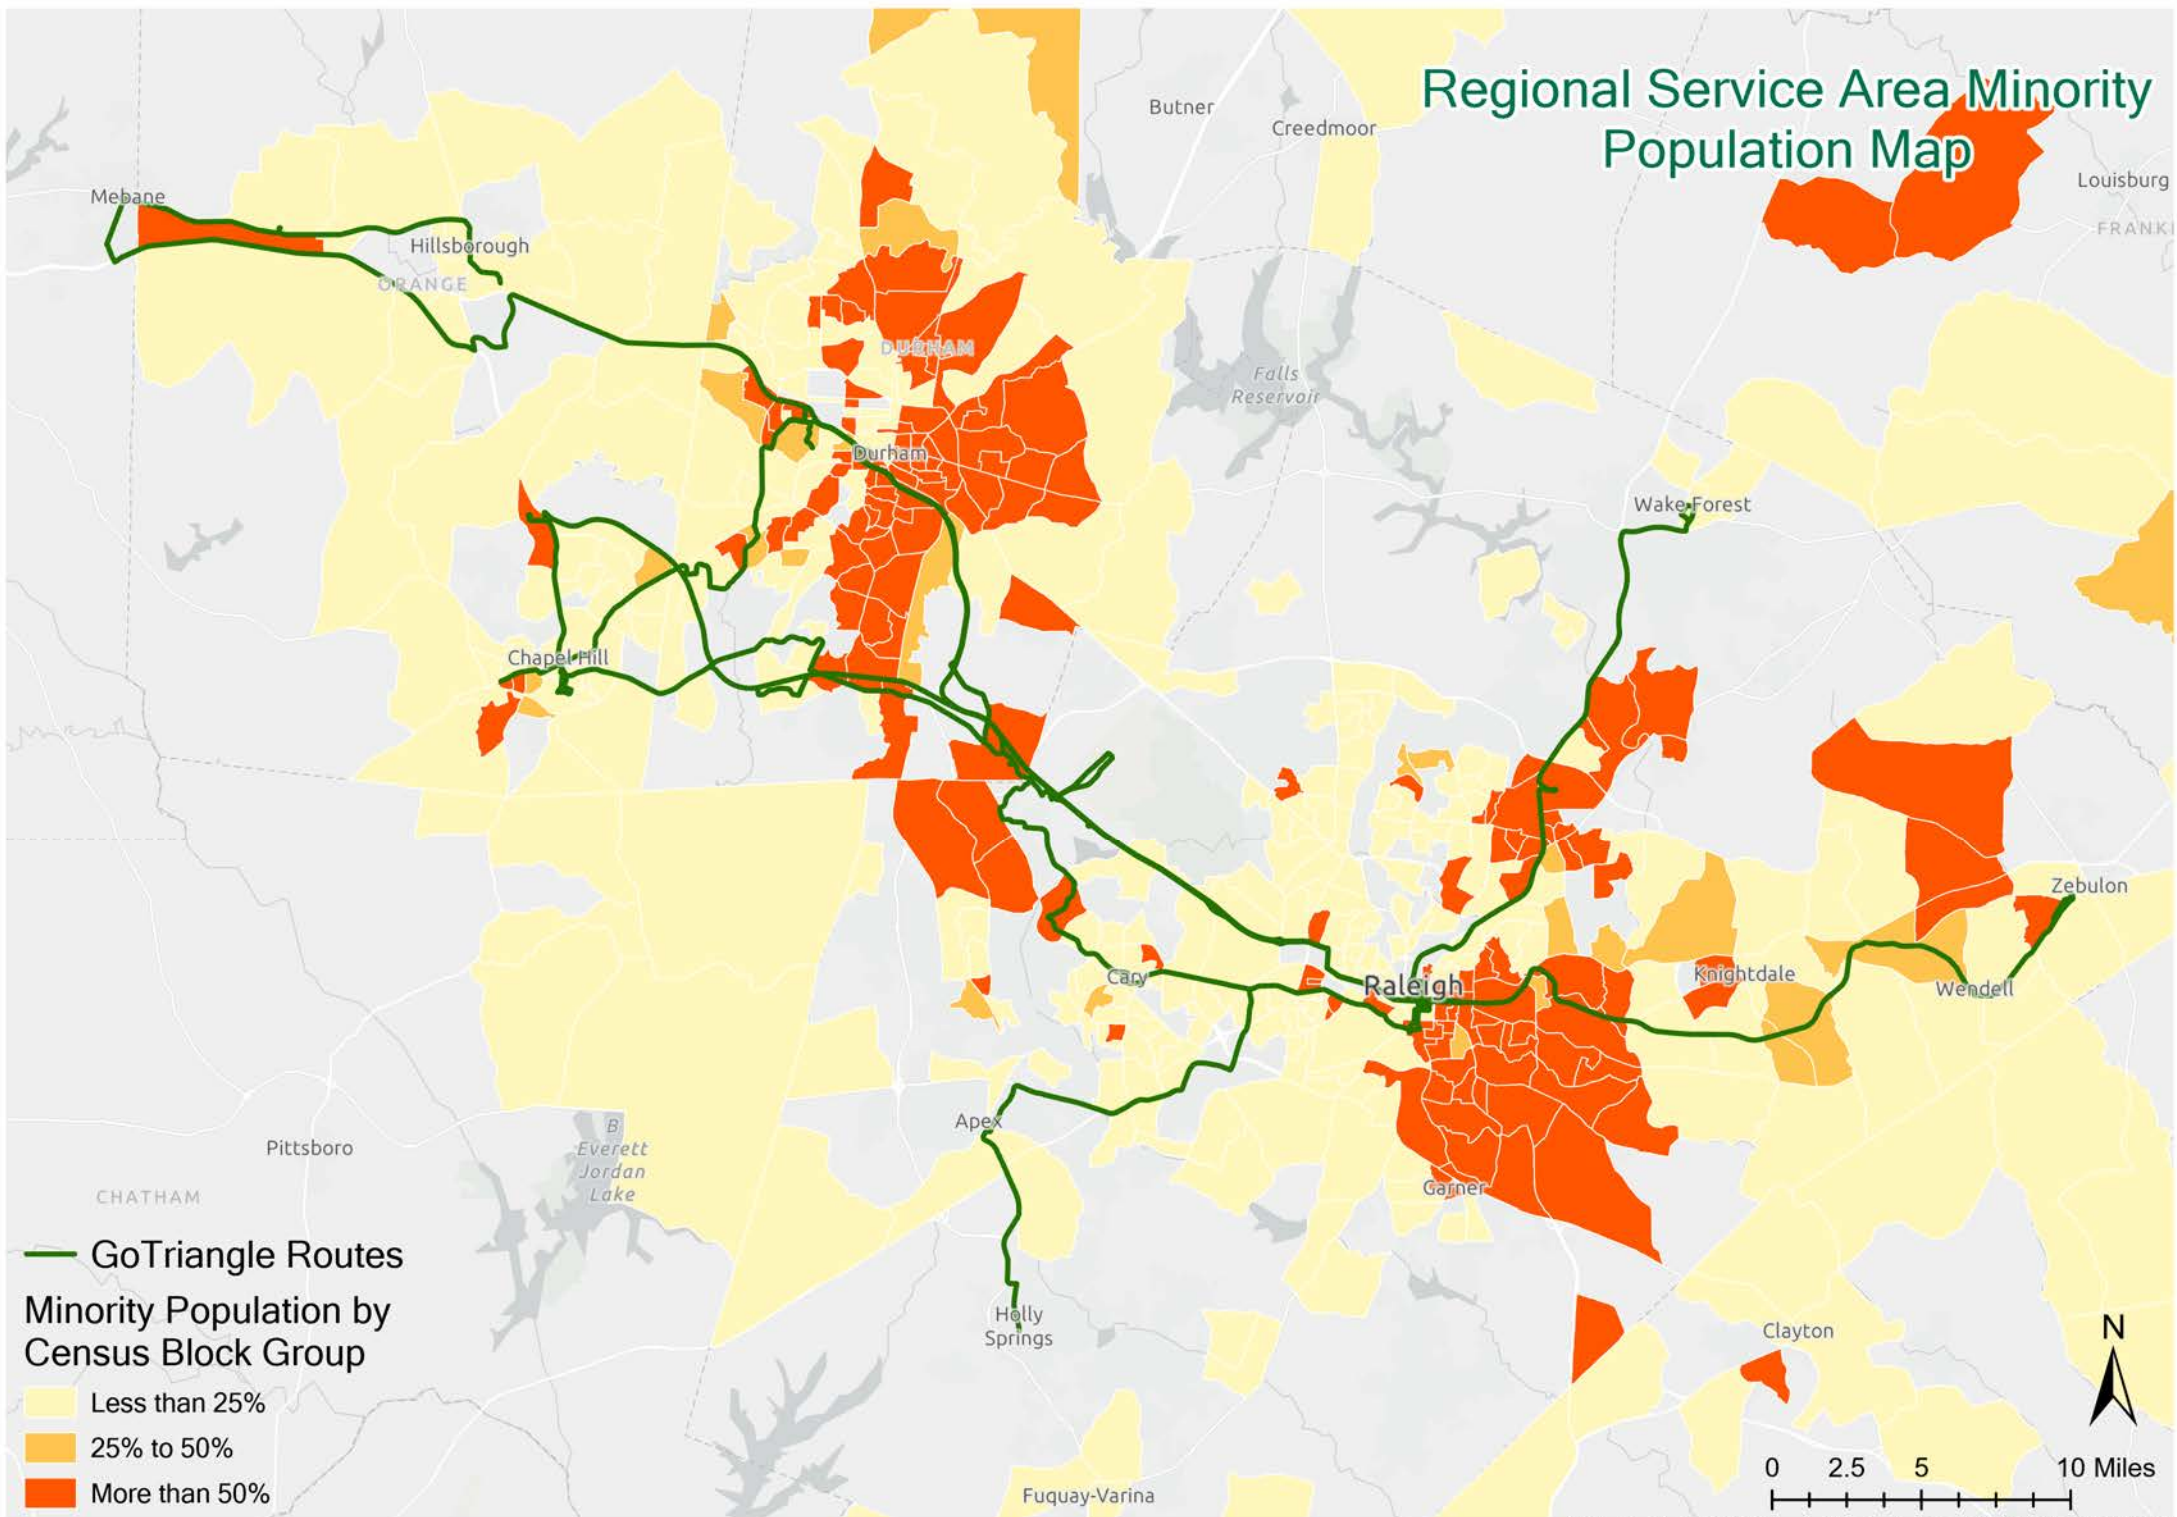 Regional Service Area Minority
Population Map
Butner
Creedmoor
Louisburg
FRANKI
Mebane
Hillsborough
ORANGE
DURHAM
Falls
Reservoir
Durham
Wake Forest
Chapel Hill
Zebulon
Cary
Raleigh
Knightdale
Wendell
Apex
Pittsboro
B
Everett
Jordan
Lake
CHATHAM
Garner
Holly
Springs
Clayton
Fuquay-Varina
GoTriangle Routes
Minority Population by
Census Block Group
Less than 25%
25% to 50%
More than 50%
N
0 2.5 5 10 Miles